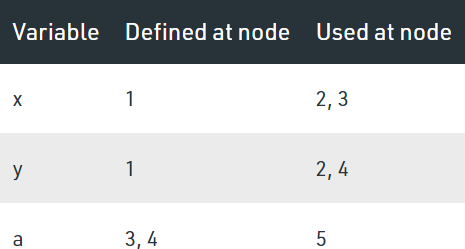 Variable Defined at node Used at node
x 1 2, 3
y 1 2, 4
a 3, 4 5